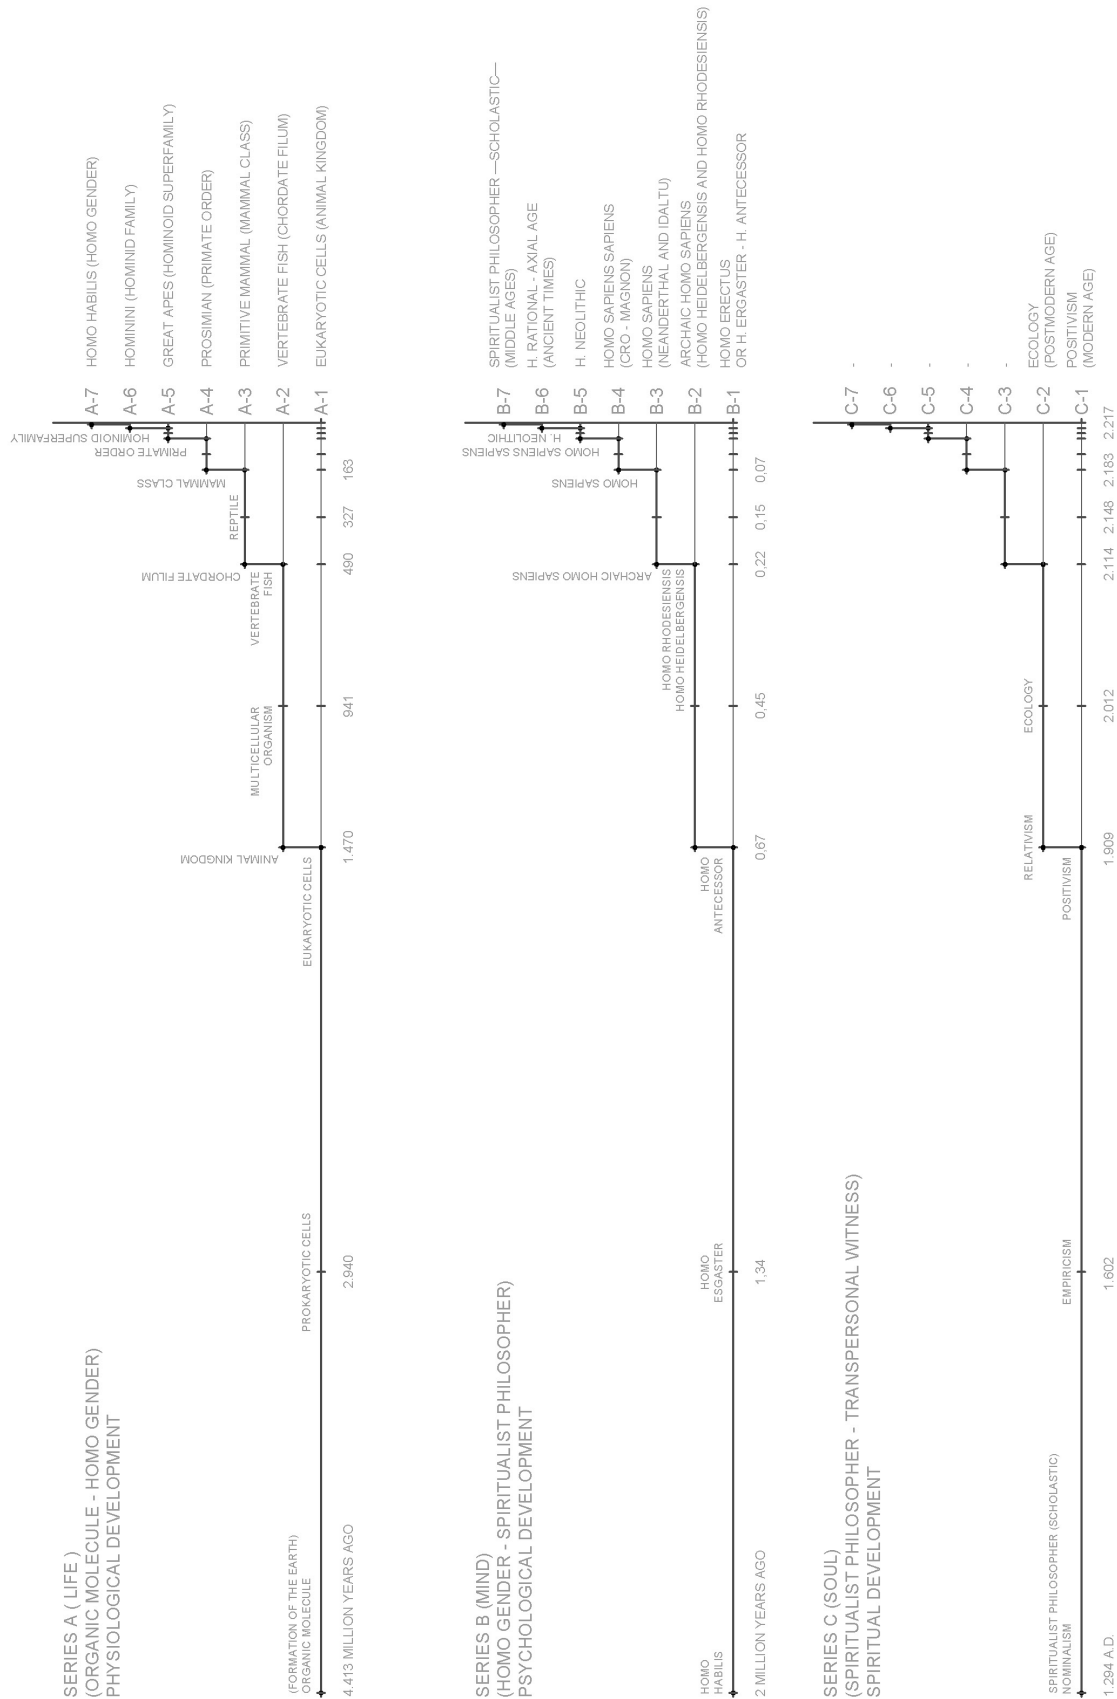 SERIES A ( LIFE )
(ORGANIC MOLECULE - HOMO GENDER)
PHYSIOLOGICAL DEVELOPMENT
HOMINOID SUPERFAMILY
PRIMATE ORDER
MAMMAL CLASS
REPTILE
CHORDATE FILUM
VERTEBRATE
FISH
MULTICELLULAR
ORGANISM
ANIMAL KINGDOM
EUKARYOTIC CELLS
PROKARYOTIC CELLS
(FORMATION OF THE EARTH)
ORGANIC MOLECULE
4.413 MILLION YEARS AGO
2.940
1.470
941
490
327
163
A-7 HOMO HABILIS (HOMO GENDER)
A-6 HOMININI (HOMINID FAMILY)
A-5 GREAT APES (HOMINOID SUPERFAMILY)
A-4 PROSIMIAN (PRIMATE ORDER)
A-3 PRIMITIVE MAMMAL (MAMMAL CLASS)
A-2 VERTEBRATE FISH (CHORDATE FILUM)
A-1 EUKARYOTIC CELLS (ANIMAL KINGDOM)
SERIES B (MIND)
(HOMO GENDER - SPIRITUALIST PHILOSOPHER)
PSYCHOLOGICAL DEVELOPMENT
H. NEOLITHIC
HOMO SAPIENS SAPIENS
HOMO SAPIENS
ARCHAIC HOMO SAPIENS
HOMO RHODESIENSIS
HOMO HEIDELBERGENSIS
HOMO
ANTECESSOR
HOMO
ESGASTER
HOMO
HABILIS
2 MILLION YEARS AGO
1,34
0,67
0,45
0,22
0,15
0,07
B-7 SPIRITUALIST PHILOSOPHER —SCHOLASTIC—
(MIDDLE AGES)
B-6 H. RATIONAL - AXIAL AGE
(ANCIENT TIMES)
B-5 H. NEOLITHIC
B-4 HOMO SAPIENS SAPIENS
(CRO - MAGNON)
B-3 HOMO SAPIENS
(NEANDERTHAL AND IDALTU)
B-2 ARCHAIC HOMO SAPIENS
(HOMO HEIDELBERGENSIS AND HOMO RHODESIENSIS)
B-1 HOMO ERECTUS
OR H. ERGASTER - H. ANTECESSOR
SERIES C (SOUL)
(SPIRITUALIST PHILOSOPHER - TRANSPERSONAL WITNESS)
SPIRITUAL DEVELOPMENT
ECOLOGY
RELATIVISM
POSITIVISM
EMPIRICISM
SPIRITUALIST PHILOSOPHER (SCHOLASTIC)
NOMINALISM
1.294 A.D.
1.602
1.909
2.012
2.114
2.148
2.183
2.217
C-7 -
C-6 -
C-5 -
C-4 -
C-3 -
C-2 ECOLOGY
(POSTMODERN AGE)
C-1 POSITIVISM
(MODERN AGE)